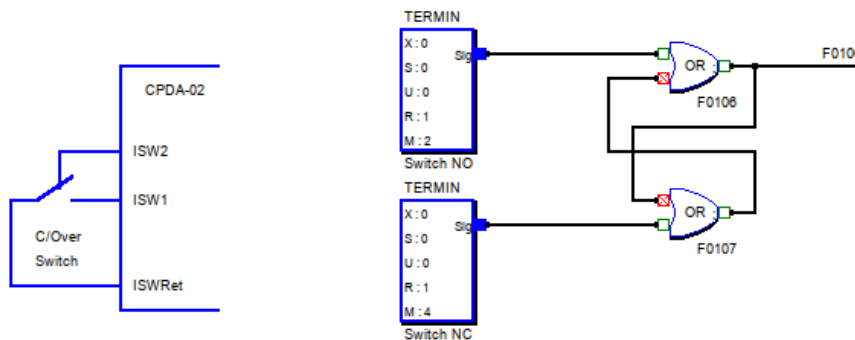 CPDA-02
ISW2
ISW1
C/Over
Switch
ISWRet
TERMIN
X : 0
S : 0
U : 0
R : 1
M : 2
Sig
Switch NO
TERMIN
X : 0
S : 0
U : 0
R : 1
M : 4
Sig
Switch NC
OR
F0106
OR
F0107